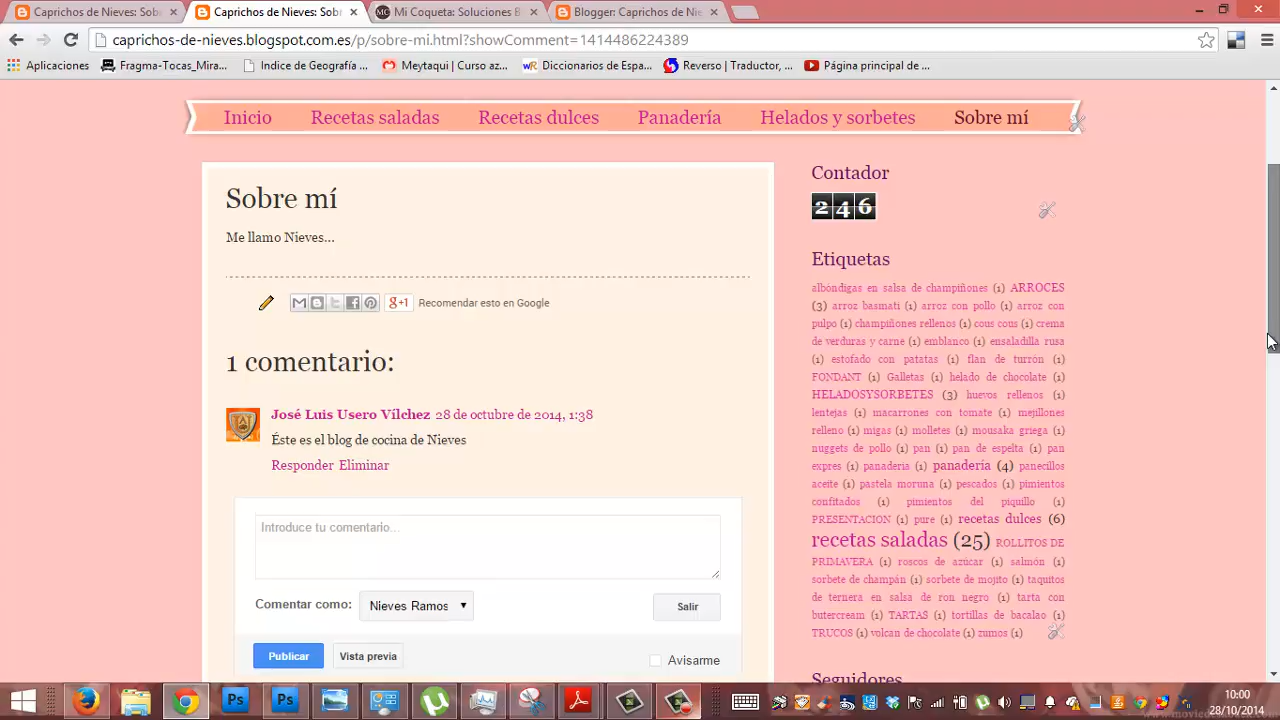 Caprichos de Nieves: Sobr
Caprichos de Nieves: Sobr
Mi Coqueta: Soluciones B
Blogger: Caprichos de Nie
caprichos-de-nieves.blogspot.com.es/p/sobre-mi.html?showComment=1414486224389
Aplicaciones
Fragma-Tocas_Mira...
Indice de Geografía ...
Meytaqui | Curso az...
Diccionarios de Espa...
Reverso | Traductor, ...
Página principal de ...
Inicio Recetas saladas Recetas dulces Panadería Helados y sorbetes Sobre mí
Sobre mí
Me llamo Nieves...
Recomendar esto en Google
1 comentario:
José Luis Usero Vílchez 28 de octubre de 2014, 1:38
Éste es el blog de cocina de Nieves
Responder Eliminar
Introduce tu comentario...
Comentar como: Nieves Ramos
Salir
Publicar Vista previa
Avisarme
Contador
246
Etiquetas
albóndigas en salsa de champiñones (1) ARROCES
(3) arroz basmati (1) arroz con pollo (1) arroz con
pulpo (1) champiñones rellenos (1) cous cous (1) crema
de verduras y carne (1) emblanco (1) ensaladilla rusa
(1) estofado con patatas (1) flan de turrón (1)
FONDANT (1) Galletas (1) helado de chocolate (1)
HELADOSYSORBETES (3) huevos rellenos (1)
lentejas (1) macarrones con tomate (1) mejillones
relleno (1) migas (1) molletes (1) mousaka griega (1)
nuggets de pollo (1) pan (1) pan de espelta (1) pan
expres (1) panaderia (1) panadería (4) panecillos
aceite (1) pastela moruna (1) pescados (1) pimientos
confitados (1) pimientos del piquillo (1)
PRESENTACION (1) pure (1) recetas dulces (6)
recetas saladas (25) ROLLITOS DE
PRIMAVERA (1) roscos de azúcar (1) salmón (1)
sorbete de champán (1) sorbete de mojito (1) taquitos
de ternera en salsa de ron negro (1) tarta con
butercream (1) TARTAS (1) tortillas de bacalao (1)
TRUCOS (1) volcan de chocolate (1) zumos (1)
Seguidores
10:00
28/10/2014